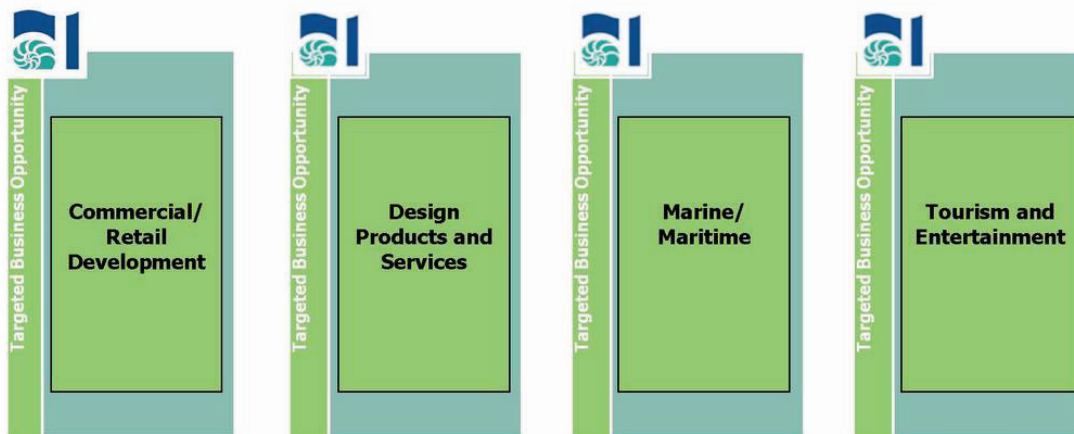 Targeted Business Opportunity
Commercial/
Retail
Development
Targeted Business Opportunity
Design
Products and
Services
Targeted Business Opportunity
Marine/
Maritime
Targeted Business Opportunity
Tourism and
Entertainment